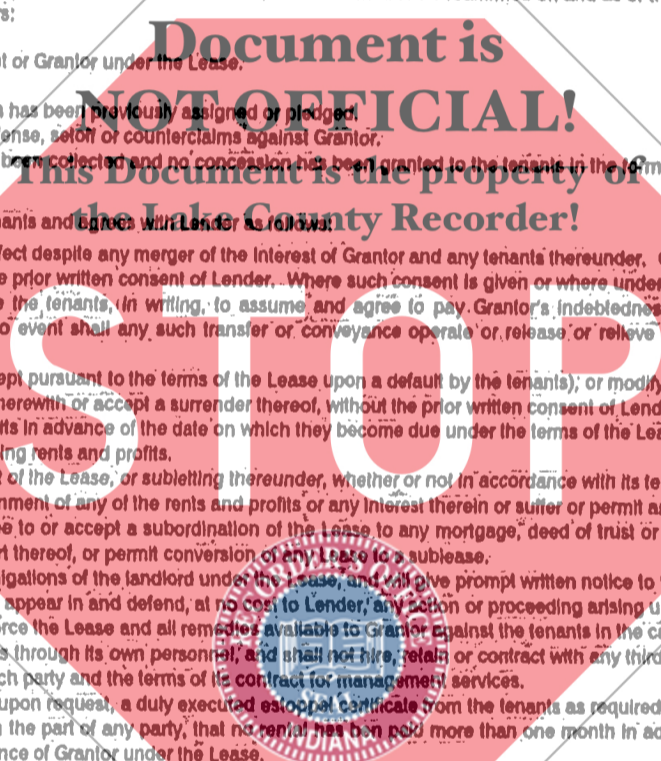 rs:
Document is
t or Grantor under the Lease.
NOT OFFICIAL!
has been previously assigned or pledged.
ense, setoff or counterclaims against Grantor.
been collected and no concession has been granted to the tenants in the form
This Document is the property of
the Lake County Recorder!
ants and agrees with Lender as follows:
fect despite any merger of the interest of Grantor and any tenants thereunder.
e prior written consent of Lender. Where such consent is given or where under
e the tenants, in writing, to assume and agree to pay Grantor's indebtednes
o event shall any such transfer or conveyance operate or release or relieve
STOP
ept pursuant to the terms of the Lease upon a default by the tenants); or modify
herewith or accept a surrender thereof, without the prior written consent of Lend
its in advance of the date on which they become due under the terms of the Lea
ing rents and profits.
of the Lease, or subletting thereunder, whether or not in accordance with its te
nment of any of the rents and profits or any interest therein or suffer or permit a
e to or accept a subordination of the Lease to any mortgage, deed of trust or
t thereof, or permit conversion of any Lease to a sublease.
igations of the landlord under the Lease, and will give prompt written notice to
appear in and defend, at no cost to Lender, any action or proceeding arising u
rce the Lease and all remedies available to Grantor against the tenants in the c
s through its own personnel, and shall not hire, retain or contract with any third
ch party and the terms of its contract for management services.
upon request, a duly executed estoppel certificate from the tenants as required
the part of any party, that no rental has ben paid more than one month in ad
nce of Grantor under the Lease.
RECORDER'S OFFICE
SEAL
INDIANA